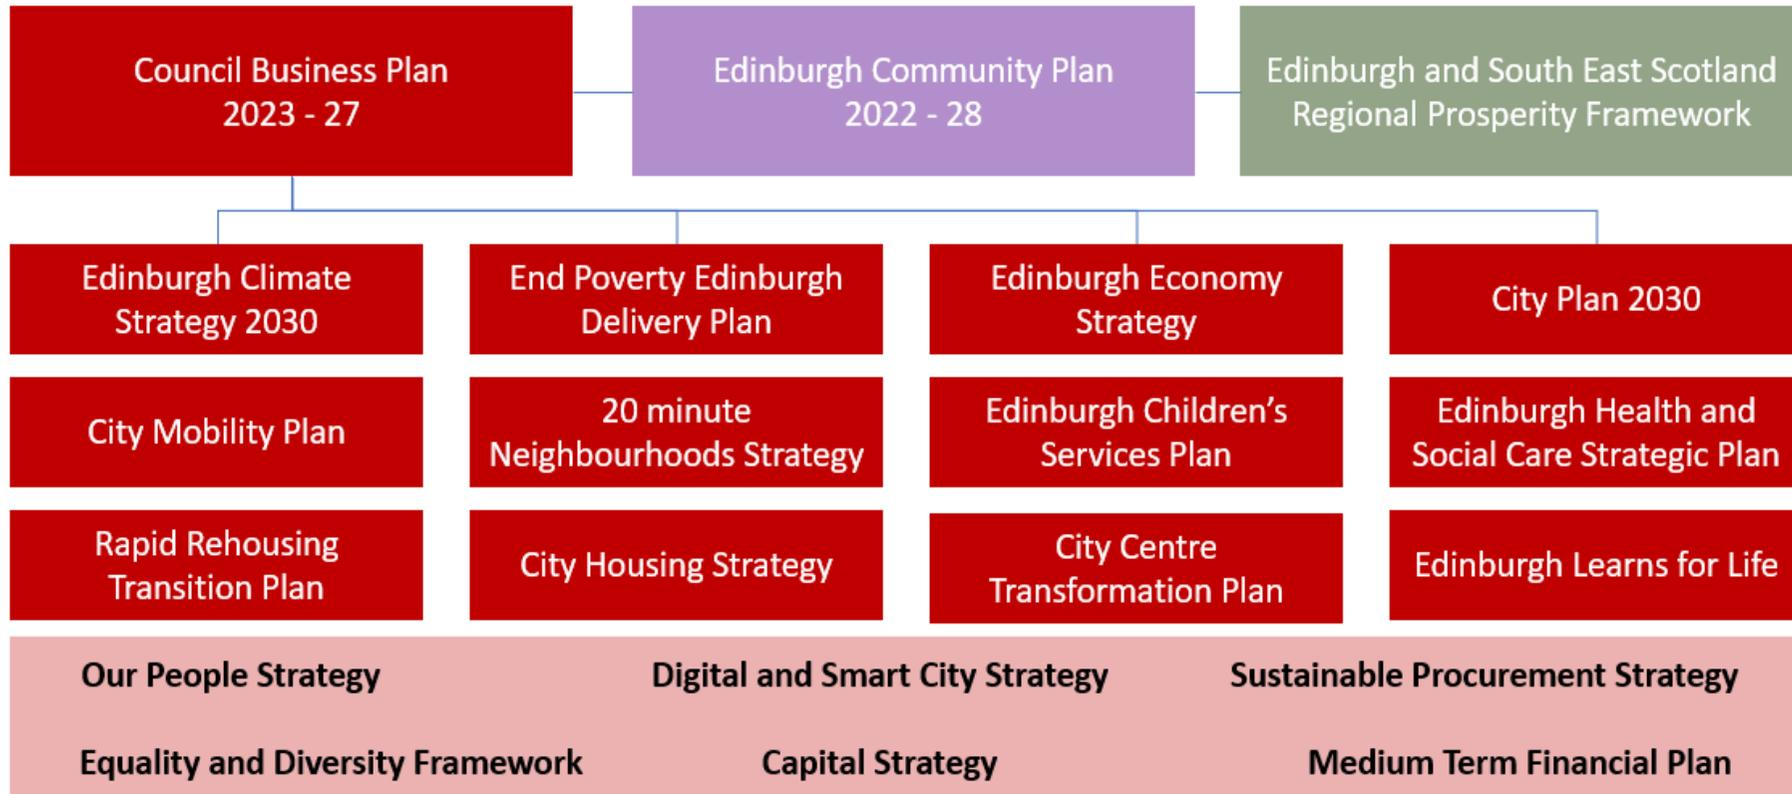 Council Business Plan
2023 - 27
Edinburgh Community Plan
2022 - 28
Edinburgh and South East Scotland
Regional Prosperity Framework
Edinburgh Climate
Strategy 2030
End Poverty Edinburgh
Delivery Plan
Edinburgh Economy
Strategy
City Plan 2030
City Mobility Plan
20 minute
Neighbourhoods Strategy
Edinburgh Children’s
Services Plan
Edinburgh Health and
Social Care Strategic Plan
Rapid Rehousing
Transition Plan
City Housing Strategy
City Centre
Transformation Plan
Edinburgh Learns for Life
Our People Strategy
Digital and Smart City Strategy
Sustainable Procurement Strategy
Equality and Diversity Framework
Capital Strategy
Medium Term Financial Plan